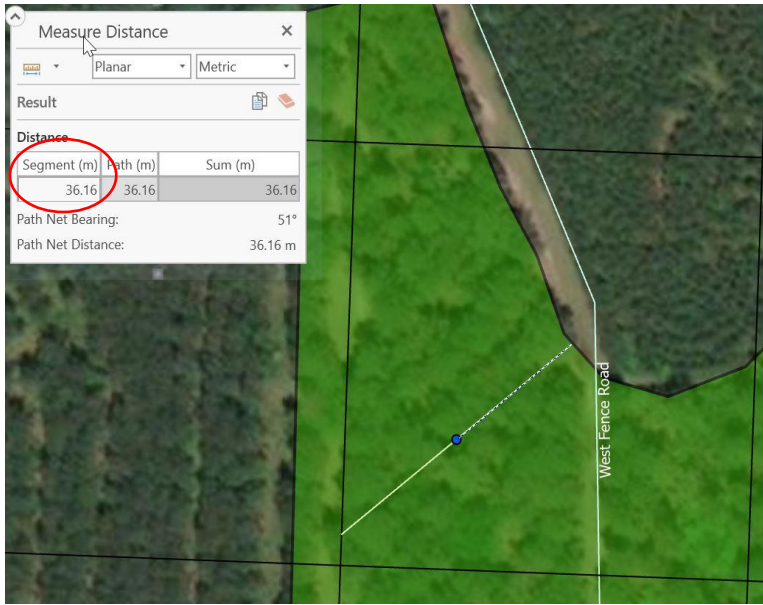 Measure Distance
Planar Metric
Result
Distance
Segment (m) Path (m) Sum (m)
36.16 36.16 36.16
Path Net Bearing: 51°
Path Net Distance: 36.16 m
West Fence Road